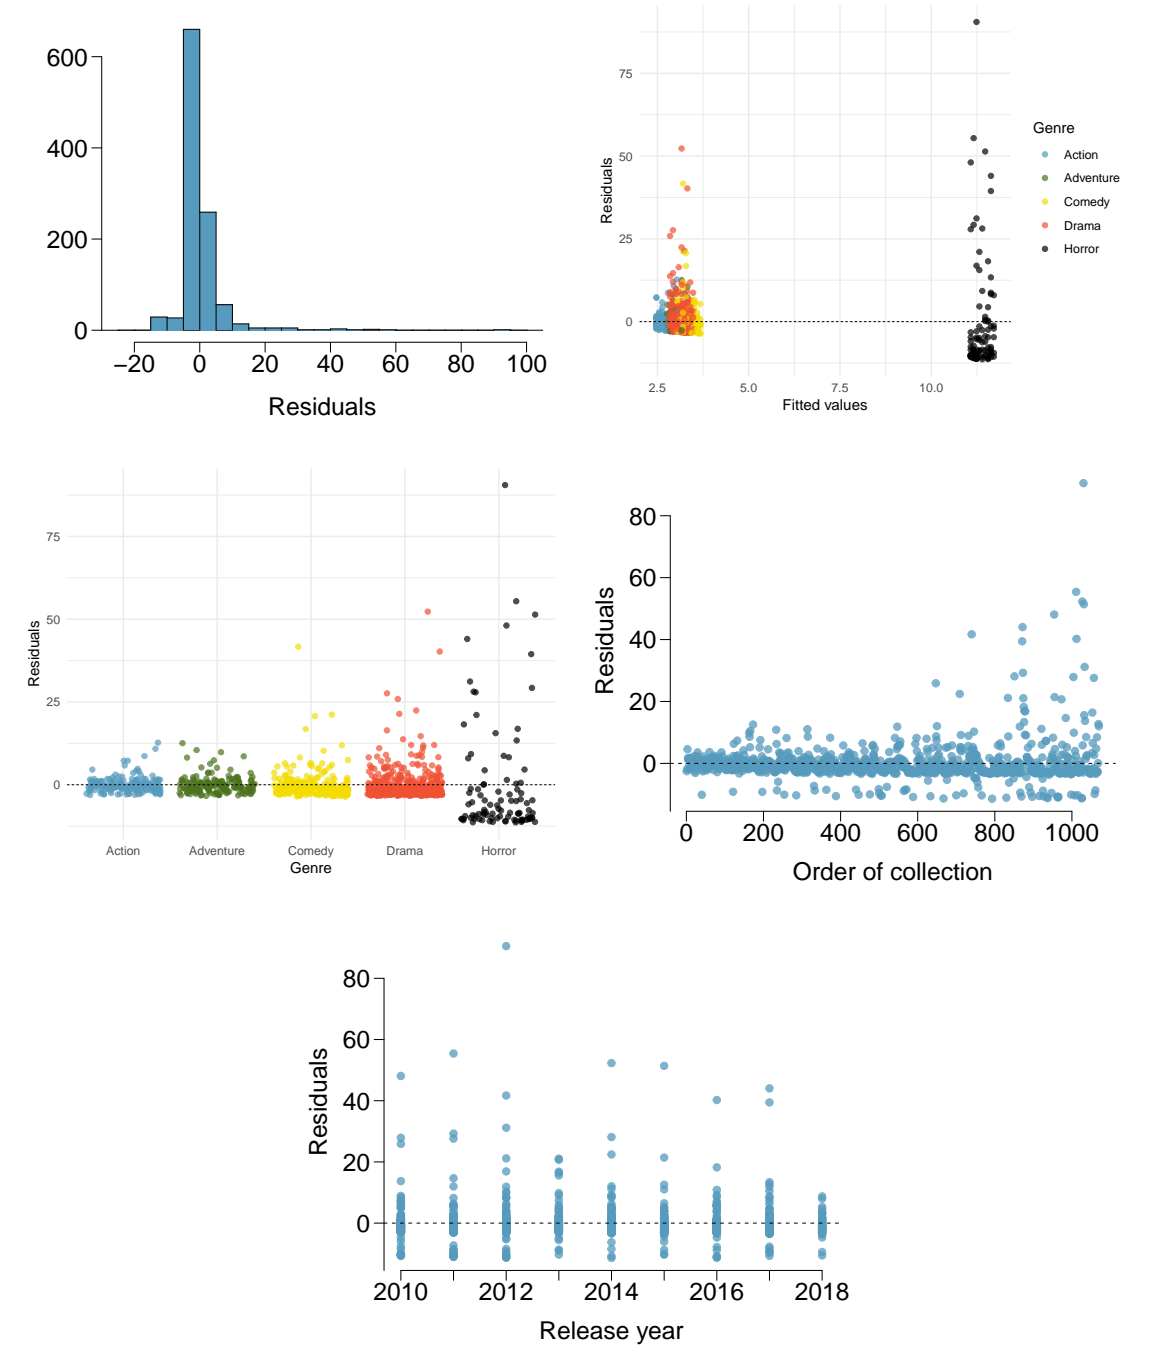 600
400
200
0
−20 0 20 40 60 80 100
Residuals
75
50
25
0
Residuals
2.5 5.0 7.5 10.0
Fitted values
Genre
Action
Adventure
Comedy
Drama
Horror
75
50
25
0
Residuals
Action Adventure Comedy Drama Horror
Genre
80
60
40
20
0
Residuals
0 200 400 600 800 1000
Order of collection
80
60
40
20
0
Residuals
2010 2012 2014 2016 2018
Release year